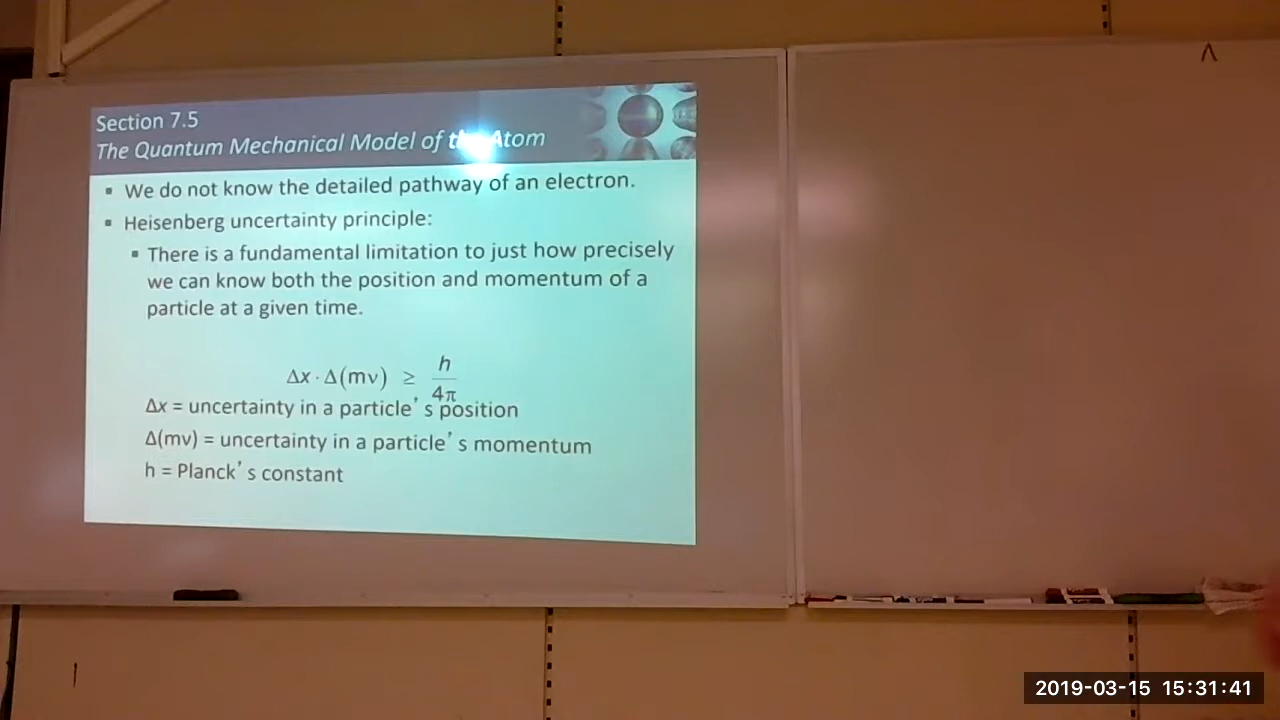 Section 7.5
The Quantum Mechanical Model of the Atom
▪ We do not know the detailed pathway of an electron.
▪ Heisenberg uncertainty principle:
▪ There is a fundamental limitation to just how precisely
we can know both the position and momentum of a
particle at a given time.
Δx · Δ(mv) ≥ h/4π
Δx = uncertainty in a particle's position
Δ(mv) = uncertainty in a particle's momentum
h = Planck's constant
2019-03-15 15:31:41